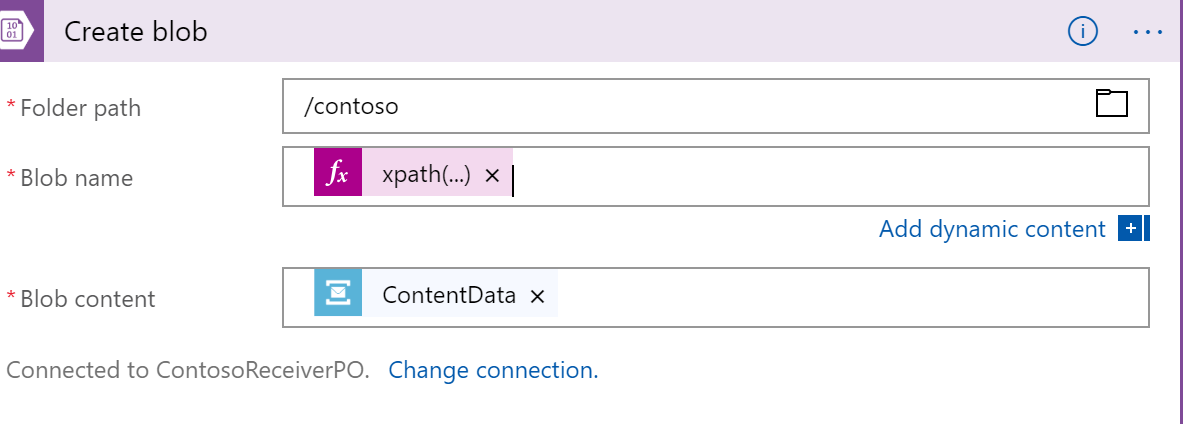 10
01
Create blob
i
...
* Folder path
/contoso
* Blob name
fx
xpath(...) ×
Add dynamic content +
* Blob content
ContentData ×
Connected to ContosoReceiverPO. Change connection.